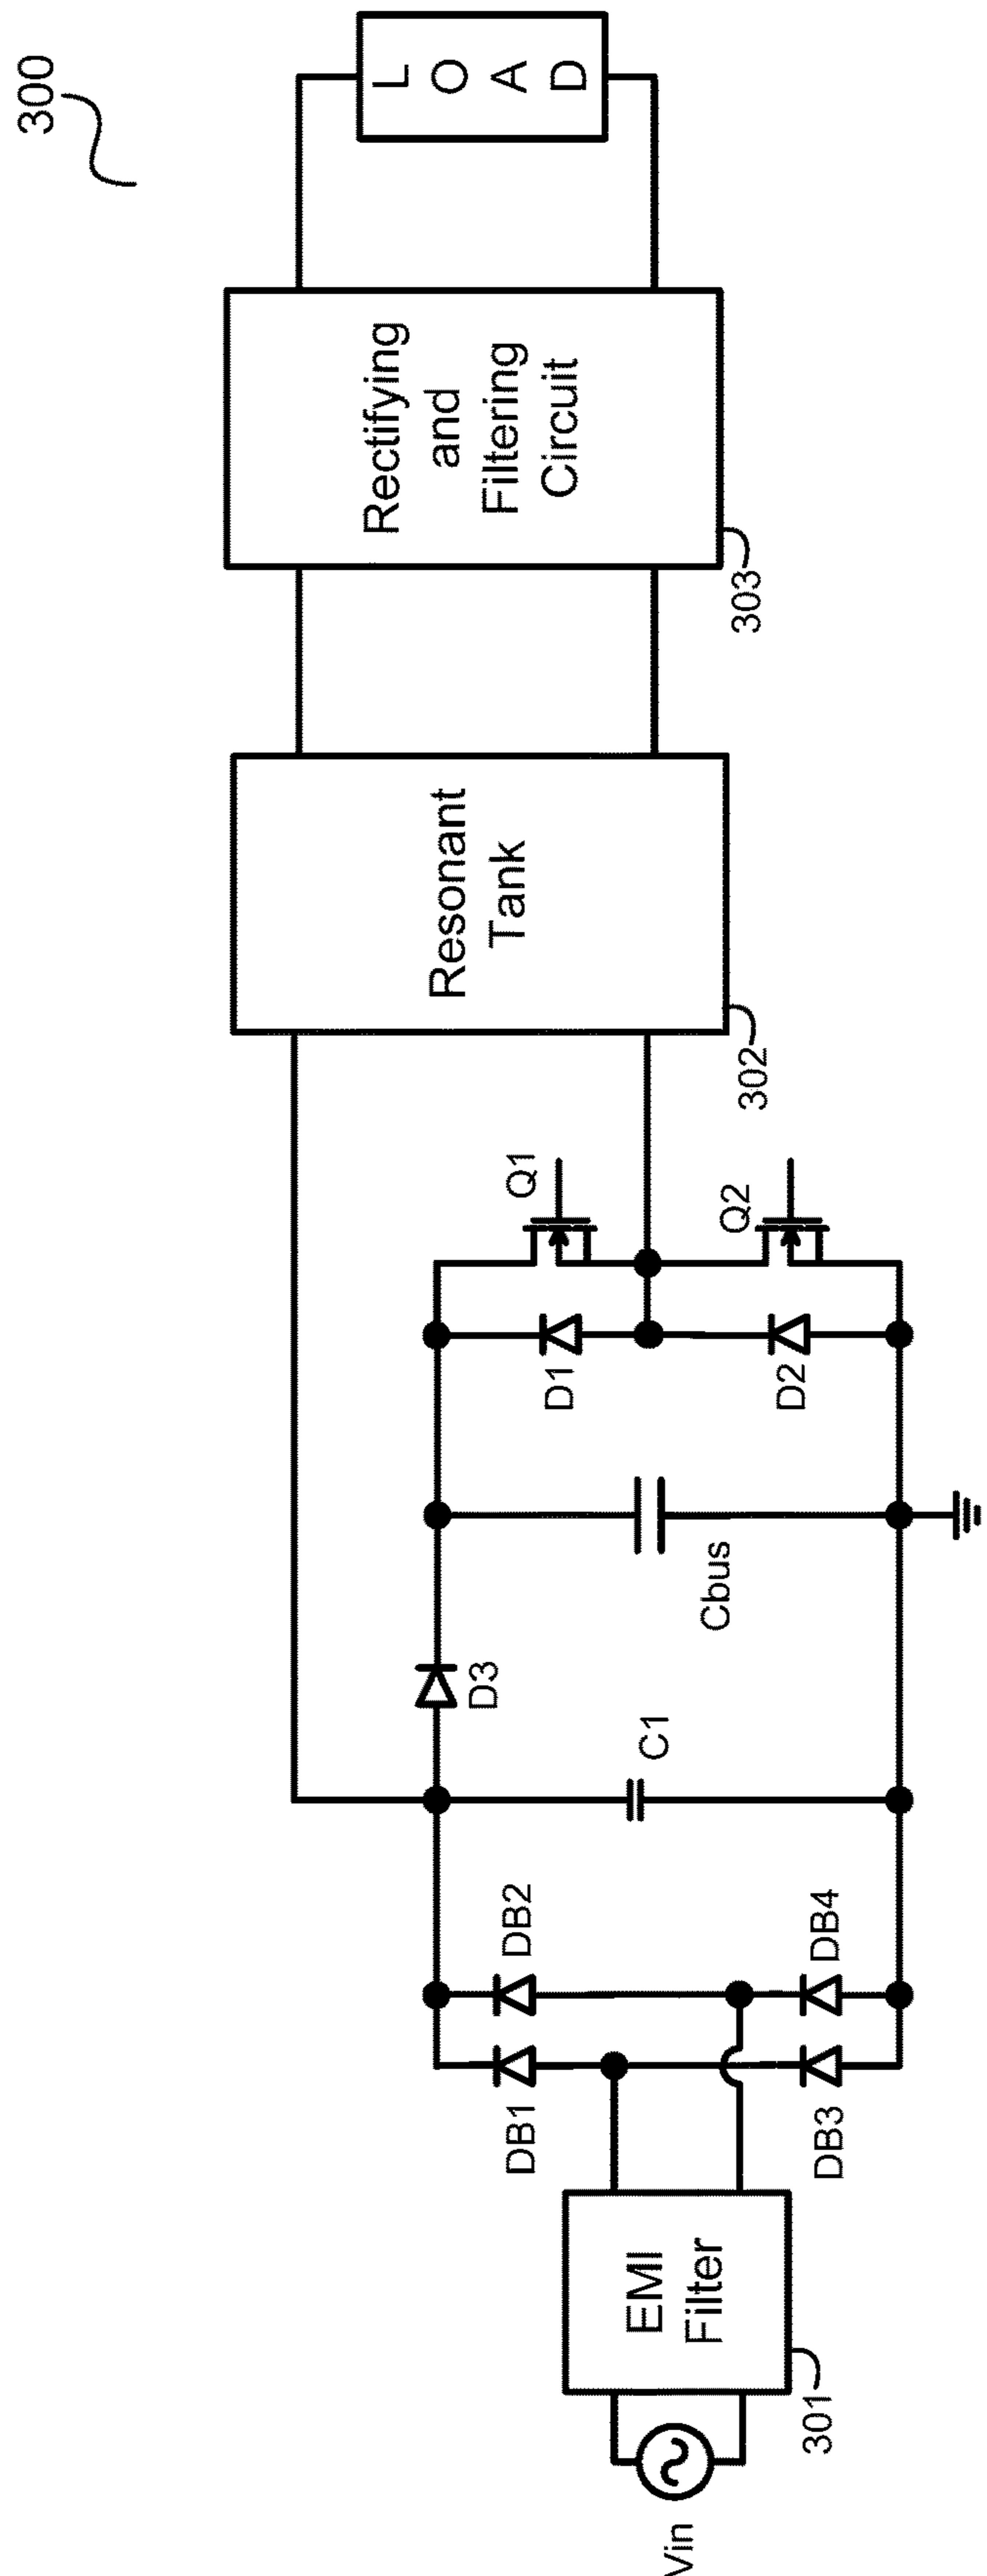 300
Vin
EMI
Filter
301
DB1
DB2
DB3
DB4
C1
D3
Cbus
D1
D2
Q1
Q2
Resonant
Tank
302
Rectifying
and
Filtering
Circuit
303
L
O
A
D